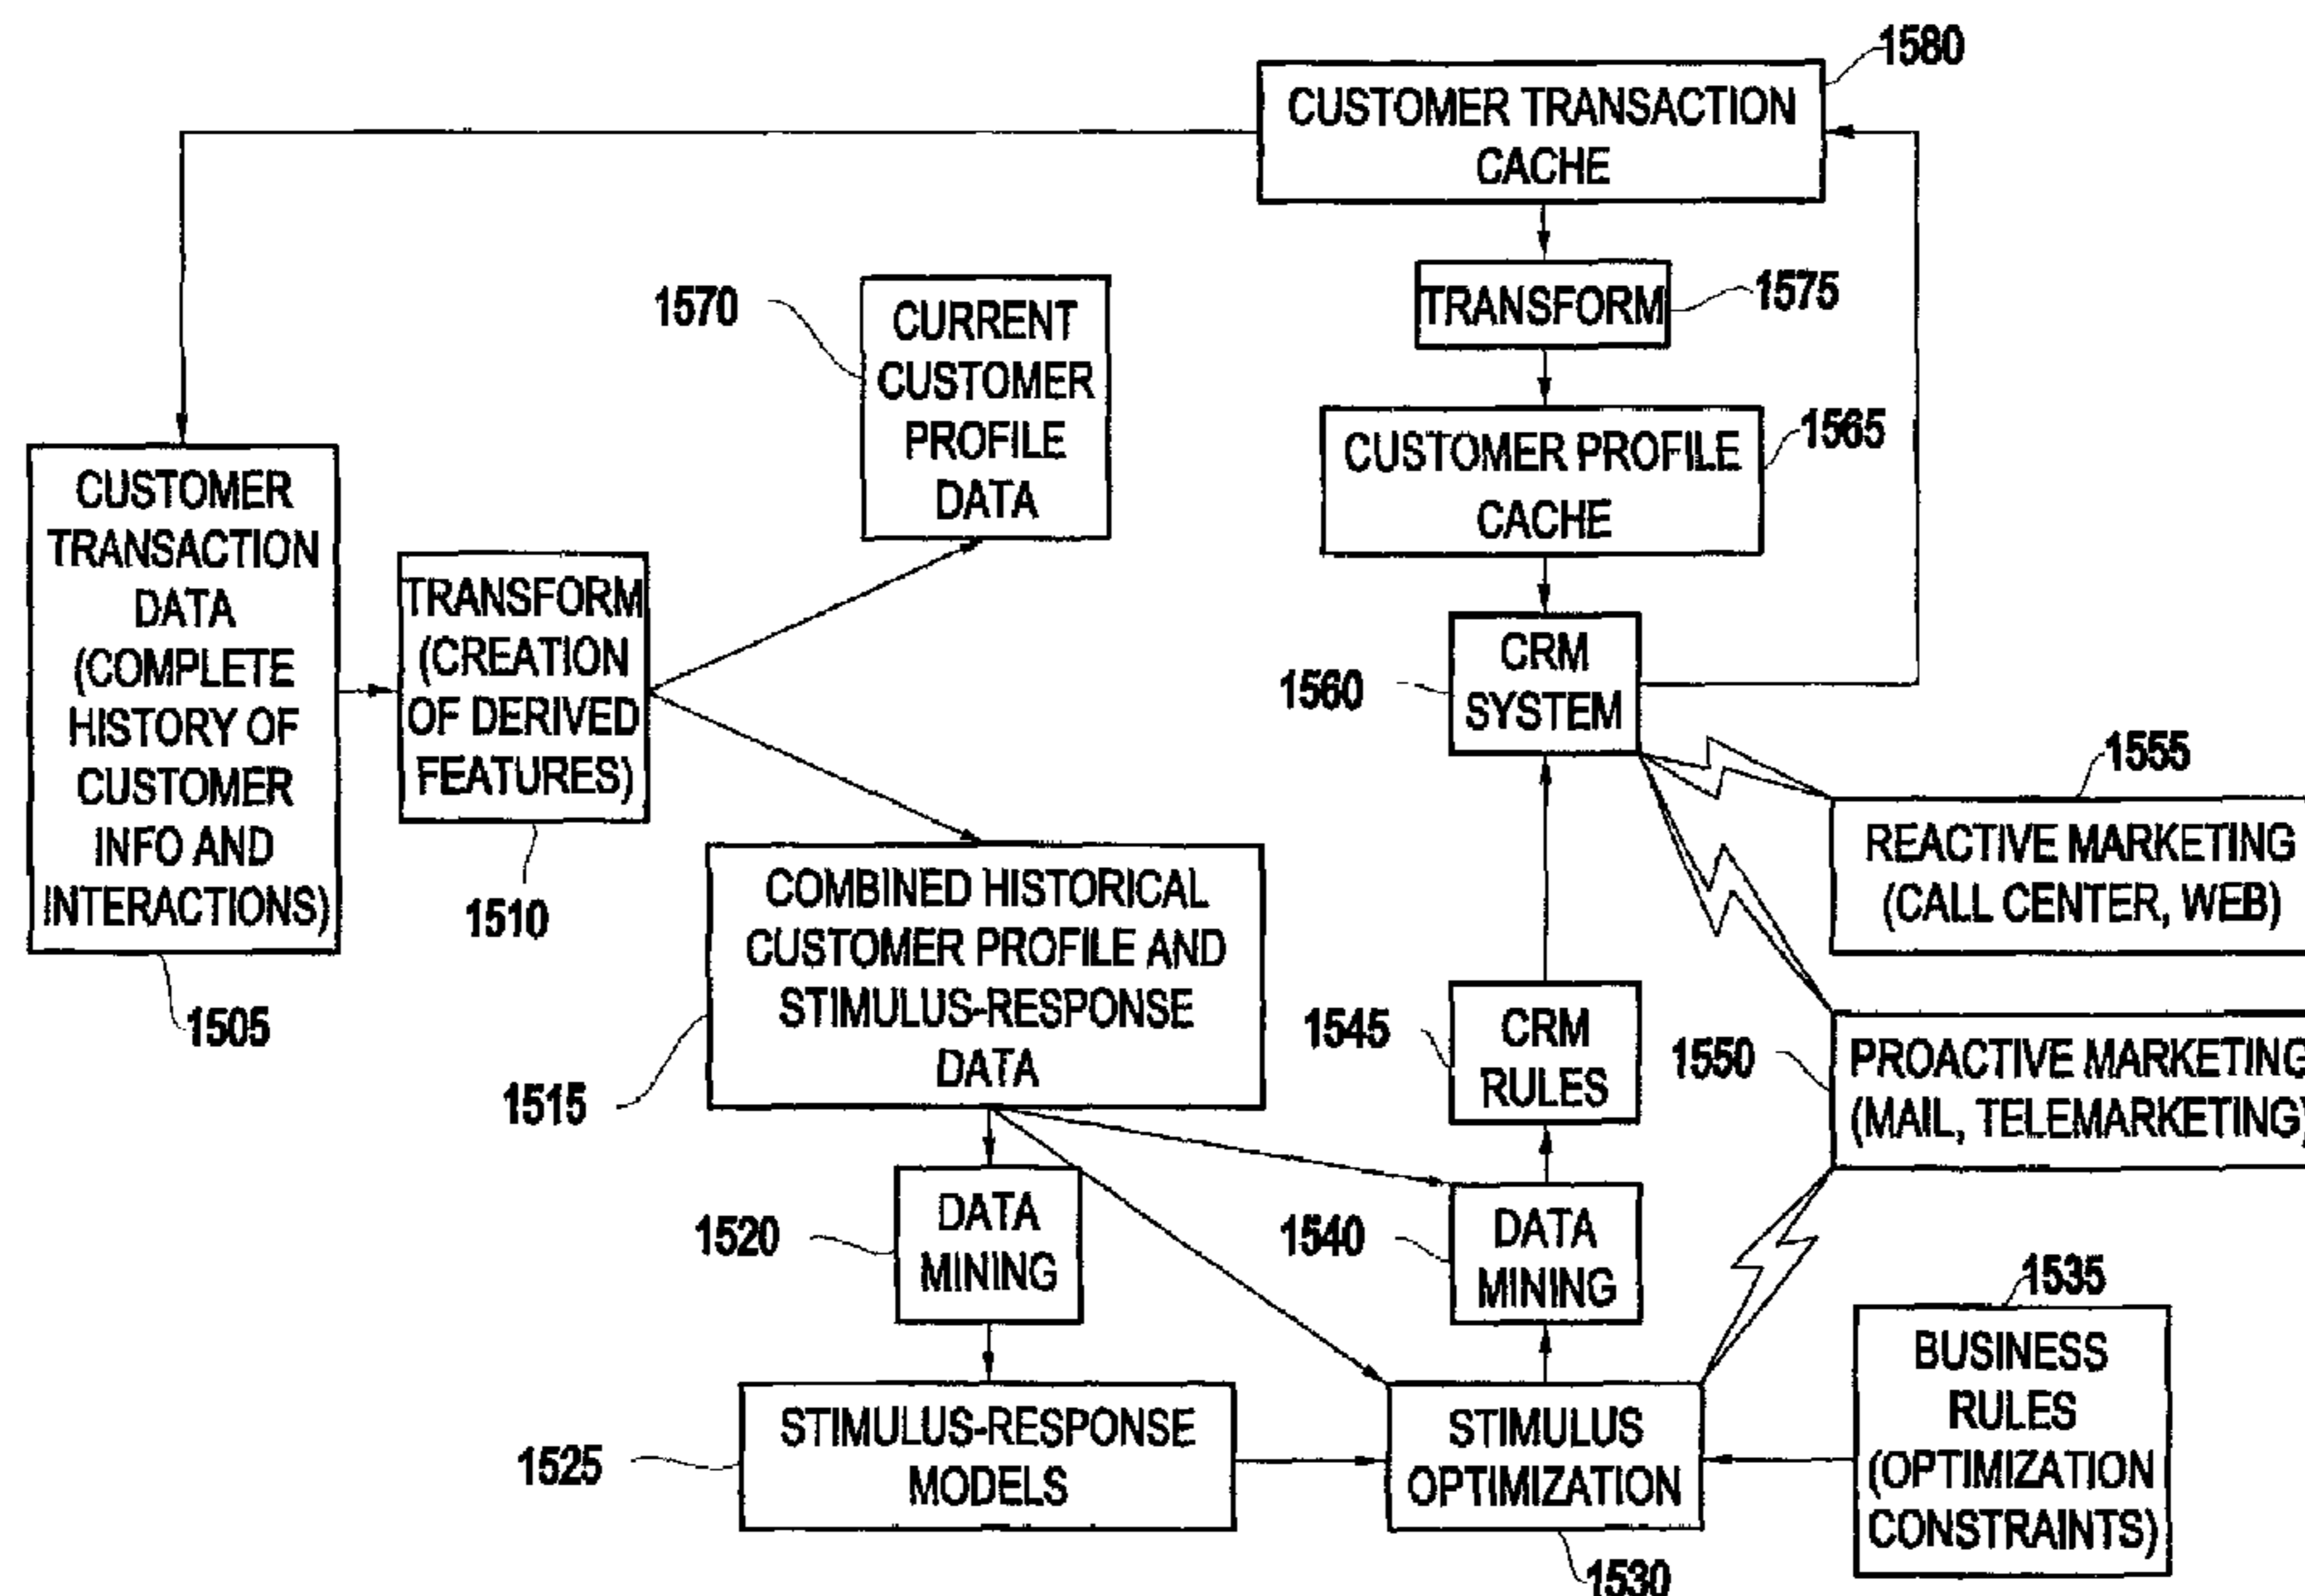 1580
CUSTOMER TRANSACTION
CACHE
1570
CURRENT
CUSTOMER
PROFILE
DATA
TRANSFORM
1575
CUSTOMER PROFILE
CACHE
1565
CUSTOMER
TRANSACTION
DATA
(COMPLETE
HISTORY OF
CUSTOMER
INFO AND
INTERACTIONS)
1505
TRANSFORM
(CREATION
OF DERIVED
FEATURES)
1510
1560
CRM
SYSTEM
1555
REACTIVE MARKETING
(CALL CENTER, WEB)
COMBINED HISTORICAL
CUSTOMER PROFILE AND
STIMULUS-RESPONSE
DATA
1515
1545
CRM
RULES
1550
PROACTIVE MARKETING
(MAIL, TELEMARKETING)
1520
DATA
MINING
1540
DATA
MINING
1535
BUSINESS
RULES
(OPTIMIZATION
CONSTRAINTS)
1525
STIMULUS-RESPONSE
MODELS
STIMULUS
OPTIMIZATION
1530